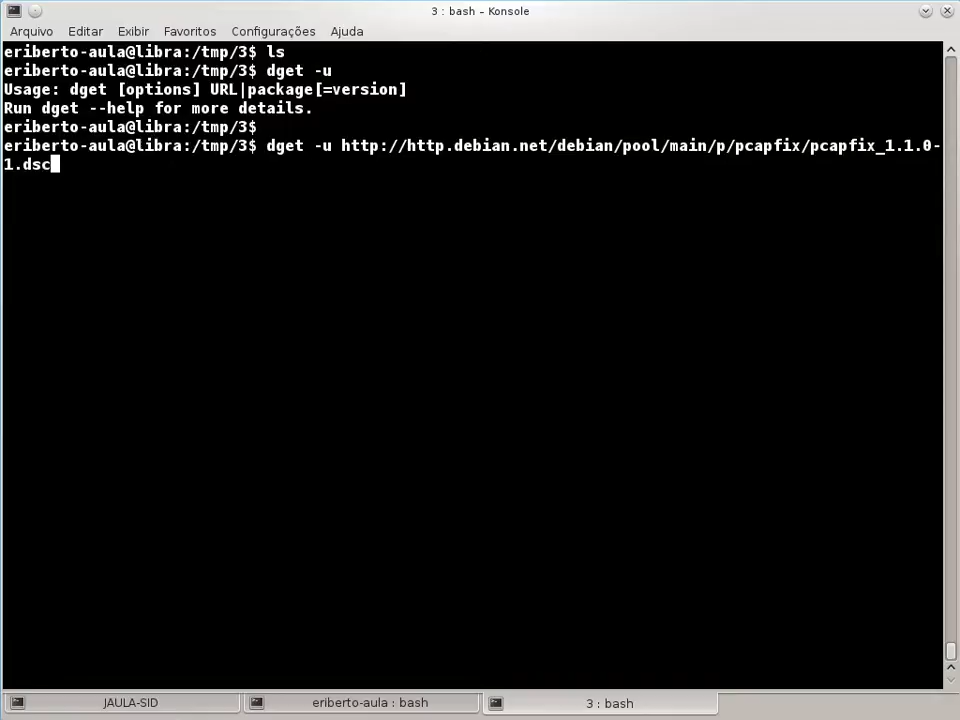 3 : bash – Konsole
Arquivo Editar Exibir Favoritos Configurações Ajuda
eriberto-aula@libra:/tmp/3$ ls
eriberto-aula@libra:/tmp/3$ dget -u
Usage: dget [options] URL|package[=version]
Run dget --help for more details.
eriberto-aula@libra:/tmp/3$
eriberto-aula@libra:/tmp/3$ dget -u http://http.debian.net/debian/pool/main/p/pcapfix/pcapfix_1.1.0-
1.dsc
JAULA-SID eriberto-aula : bash 3 : bash